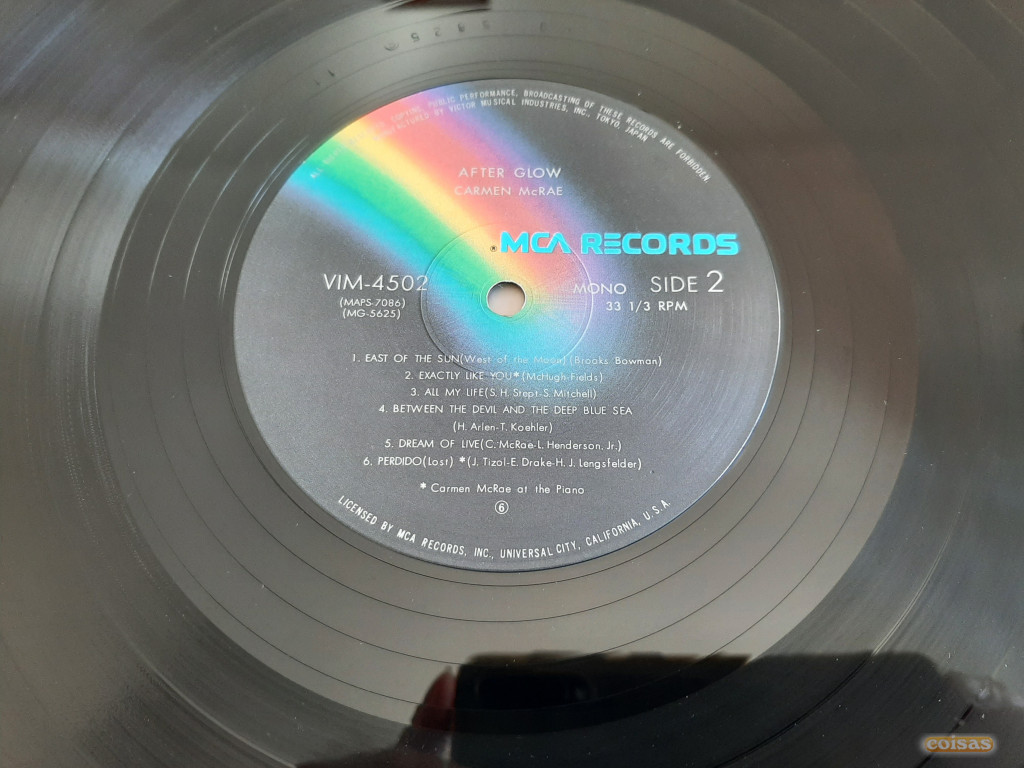 COPYING, PUBLIC PERFORMANCE, BROADCASTING OF THESE RECORDS ARE FORBIDDEN
BY VICTOR MUSICAL INDUSTRIES, INC., TOKYO, JAPAN
AFTER GLOW
CARMEN McRAE
® MCA RECORDS
VIM-4502
MONO SIDE 2
(MAPS-7086)
33 1/3 RPM
(MG-5625)
1. EAST OF THE SUN(West of the Moon)(Brooks Bowman)
2. EXACTLY LIKE YOU*(McHugh-Fields)
3. ALL MY LIFE(S. H. Stept-S. Mitchell)
4. BETWEEN THE DEVIL AND THE DEEP BLUE SEA
(H. Arlen-T. Koehler)
5. DREAM OF LIVE(C. McRae-L. Henderson, Jr.)
6. PERDIDO(Lost) *(J. Tizol-E. Drake-H. J. Lengsfelder)
* Carmen McRae at the Piano
⑥
LICENSED BY MCA RECORDS, INC., UNIVERSAL CITY, CALIFORNIA, U. S. A.
coisas